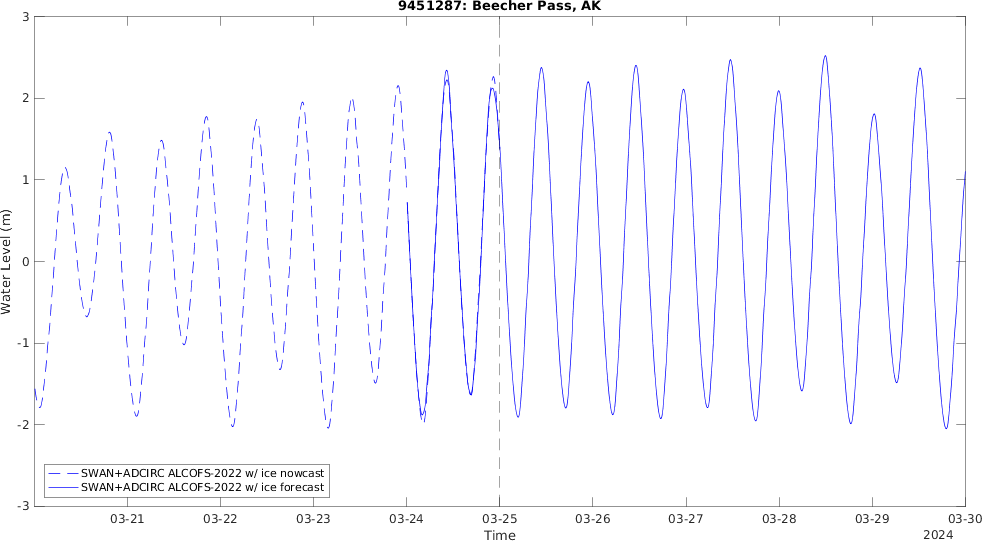 9451287: Beecher Pass, AK
3
2
1
0
-1
-2
-3
Water Level (m)
SWAN+ADCIRC ALCOFS-2022 w/ ice nowcast
SWAN+ADCIRC ALCOFS-2022 w/ ice forecast
03-21 03-22 03-23 03-24 03-25 03-26 03-27 03-28 03-29 03-30
Time
2024